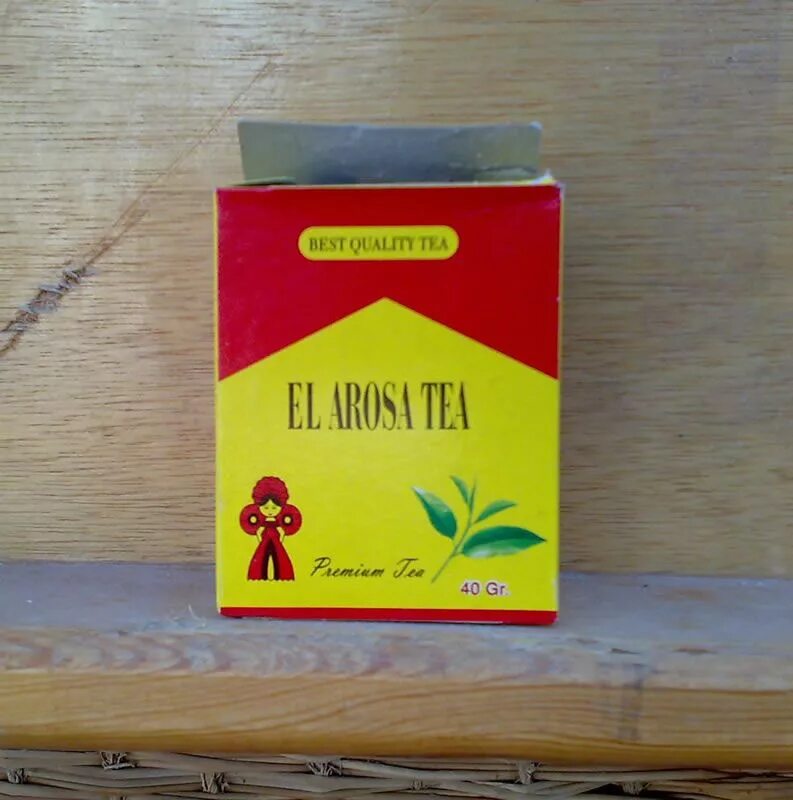 BEST QUALITY TEA
EL AROSA TEA
Premium Tea
40 Gr.